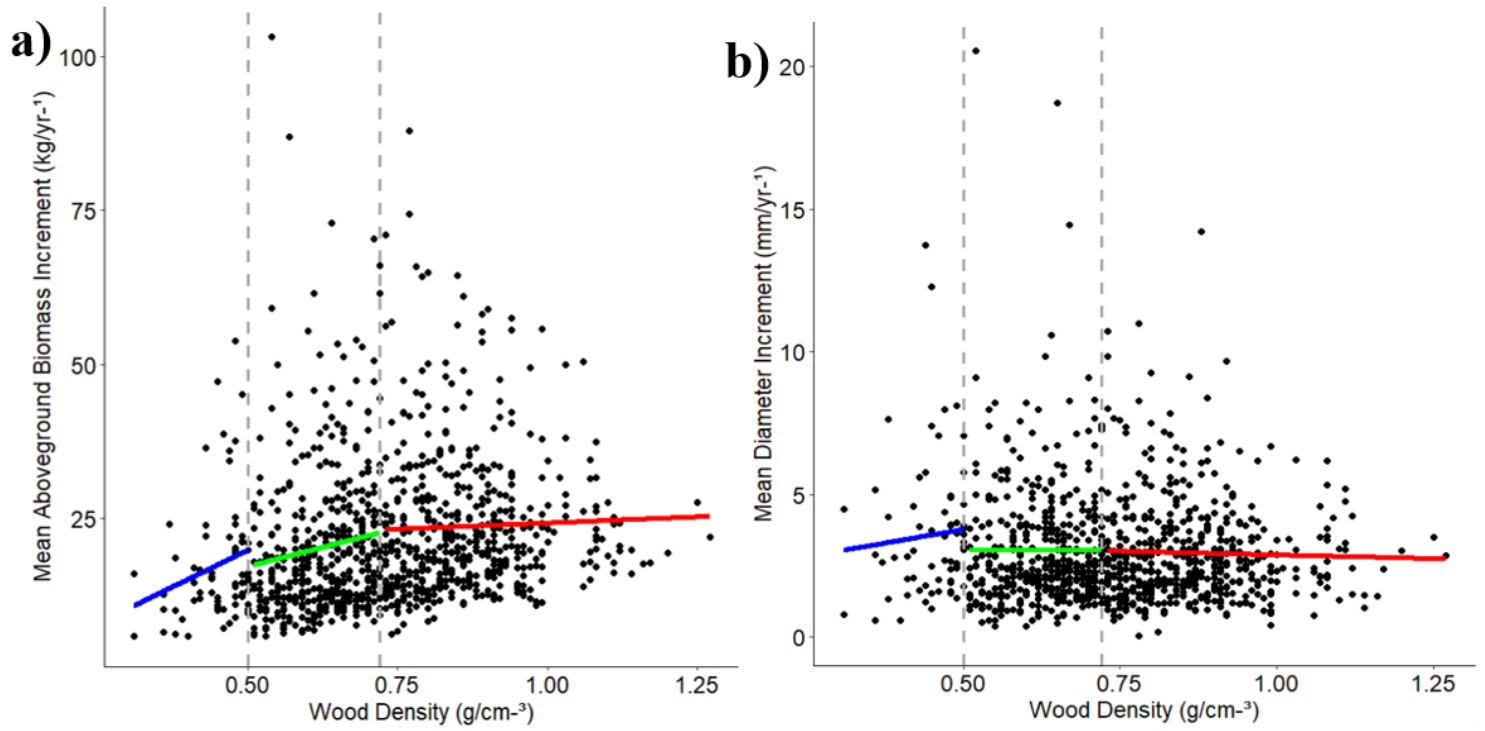 a)
Mean Aboveground Biomass Increment (kg/yr-¹)
100
75
50
25
0.50 0.75 1.00 1.25
Wood Density (g/cm-³)
b)
Mean Diameter Increment (mm/yr-¹)
20
15
10
5
0
0.50 0.75 1.00 1.25
Wood Density (g/cm-³)